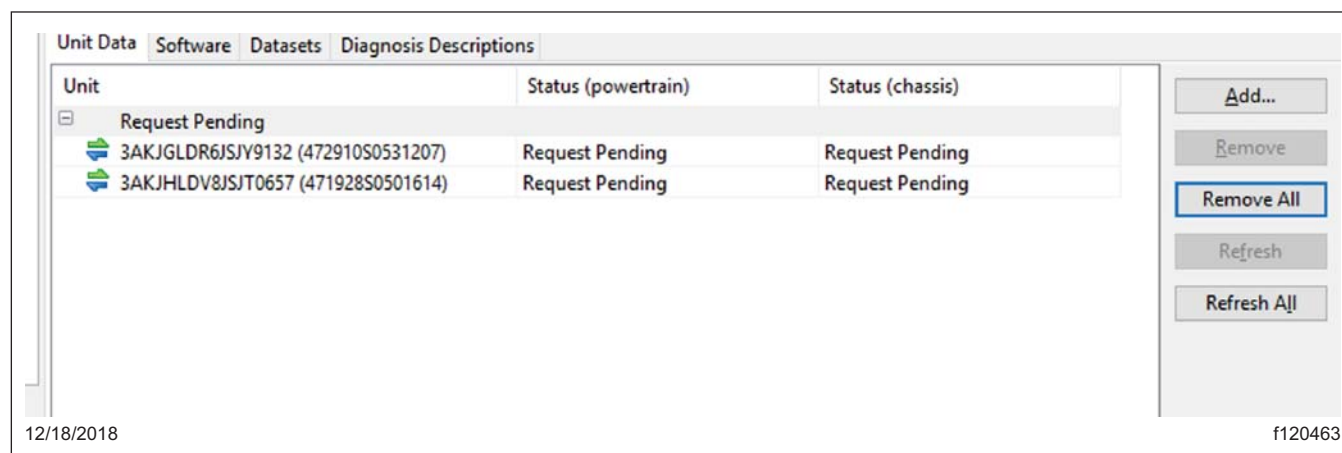 Unit Data Software Datasets Diagnosis Descriptions
Unit Status (powertrain) Status (chassis)
Request Pending
3AKJGLDR6JSJY9132 (472910S0531207) Request Pending Request Pending
3AKJHLDV8JSJT0657 (471928S0501614) Request Pending Request Pending
Add...
Remove
Remove All
Refresh
Refresh All
12/18/2018 f120463